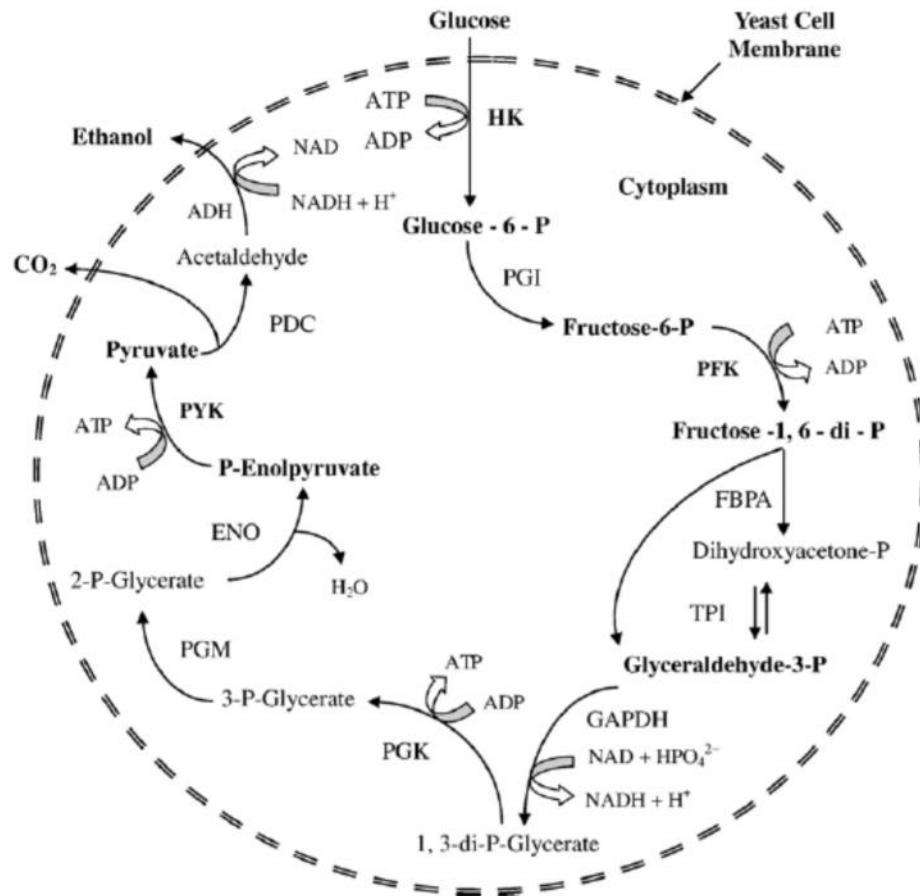 Glucose
Yeast Cell
Membrane
ATP
ADP
HK
Ethanol
NAD
NADH + H⁺
ADH
Cytoplasm
Glucose - 6 - P
Acetaldehyde
CO₂
PGI
PDC
Fructose-6-P
ATP
ADP
PFK
Pyruvate
PYK
ATP
ADP
Fructose -1, 6 - di - P
P-Enolpyruvate
FBPA
ENO
Dihydroxyacetone-P
H₂O
2-P-Glycerate
TPI
PGM
Glyceraldehyde-3-P
ATP
ADP
3-P-Glycerate
GAPDH
PGK
NAD + HPO₄²⁻
NADH + H⁺
1, 3-di-P-Glycerate